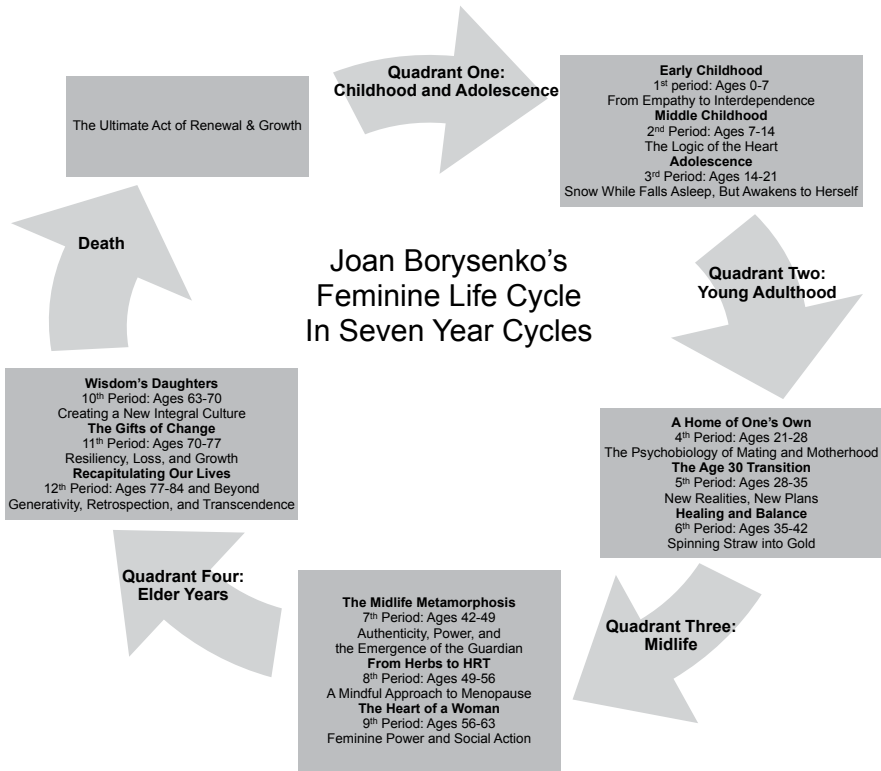 Joan Borysenko's
Feminine Life Cycle
In Seven Year Cycles
Quadrant One:
Childhood and Adolescence
Early Childhood
1st period: Ages 0-7
From Empathy to Interdependence
Middle Childhood
2nd Period: Ages 7-14
The Logic of the Heart
Adolescence
3rd Period: Ages 14-21
Snow While Falls Asleep, But Awakens to Herself
Quadrant Two:
Young Adulthood
A Home of One's Own
4th Period: Ages 21-28
The Psychobiology of Mating and Motherhood
The Age 30 Transition
5th Period: Ages 28-35
New Realities, New Plans
Healing and Balance
6th Period: Ages 35-42
Spinning Straw into Gold
Quadrant Three:
Midlife
The Midlife Metamorphosis
7th Period: Ages 42-49
Authenticity, Power, and
the Emergence of the Guardian
From Herbs to HRT
8th Period: Ages 49-56
A Mindful Approach to Menopause
The Heart of a Woman
9th Period: Ages 56-63
Feminine Power and Social Action
Quadrant Four:
Elder Years
Wisdom's Daughters
10th Period: Ages 63-70
Creating a New Integral Culture
The Gifts of Change
11th Period: Ages 70-77
Resiliency, Loss, and Growth
Recapitulating Our Lives
12th Period: Ages 77-84 and Beyond
Generativity, Retrospection, and Transcendence
Death
The Ultimate Act of Renewal & Growth